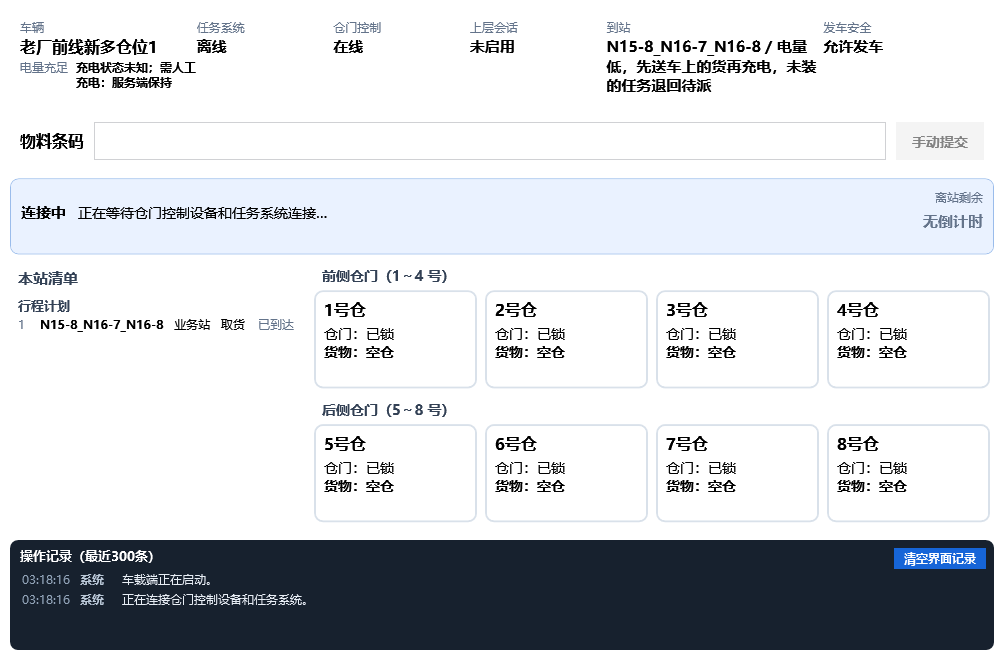 车辆
老厂前线新多仓位1
电量充足 充电状态未知；需人工
充电：服务端保持
任务系统
离线
仓门控制
在线
上层会话
未启用
到站
N15-8_N16-7_N16-8 / 电量
低，先送车上的货再充电，未装
的任务退回待派
发车安全
允许发车
物料条码
手动提交
连接中 正在等待仓门控制设备和任务系统连接...
离站剩余
无倒计时
本站清单
行程计划
1 N15-8_N16-7_N16-8 业务站 取货 已到达
前侧仓门（1 ~ 4 号）
1号仓
仓门：已锁
货物：空仓
2号仓
仓门：已锁
货物：空仓
3号仓
仓门：已锁
货物：空仓
4号仓
仓门：已锁
货物：空仓
后侧仓门（5 ~ 8 号）
5号仓
仓门：已锁
货物：空仓
6号仓
仓门：已锁
货物：空仓
7号仓
仓门：已锁
货物：空仓
8号仓
仓门：已锁
货物：空仓
操作记录（最近300条）
清空界面记录
03:18:16 系统 车载端正在启动。
03:18:16 系统 正在连接仓门控制设备和任务系统。